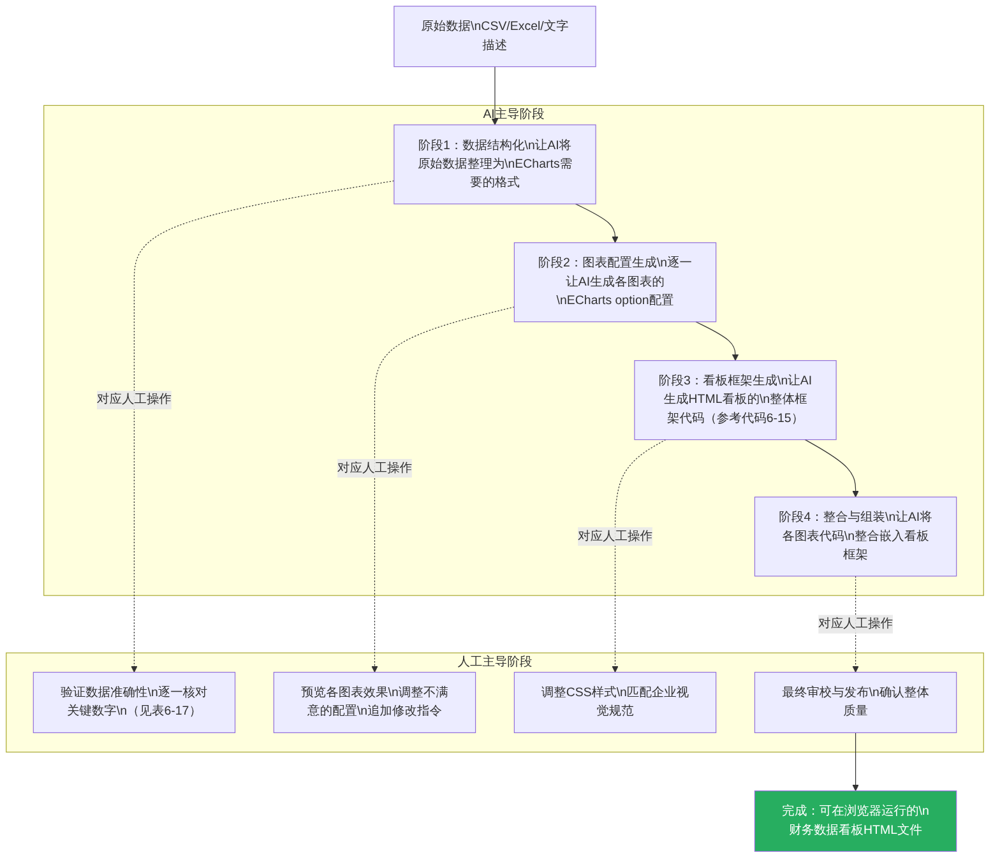 原始数据\nCSV/Excel/文字
描述
AI主导阶段
阶段1：数据结构化\n让AI将
原始数据整理为\nECharts需
要的格式
阶段2：图表配置生成\n逐一
让AI生成各图表的
\nECharts option配置
阶段3：看板框架生成\n让AI
生成HTML看板的\n整体框
架代码（参考代码6-15）
阶段4：整合与组装\n让AI将
各图表代码\n整合嵌入看板
框架
对应人工操作
对应人工操作
对应人工操作
对应人工操作
人工主导阶段
验证数据准确性\n逐一核对
关键数字\n（见表6-17）
预览各图表效果\n调整不满
意的配置\n追加修改指令
调整CSS样式\n匹配企业视
觉规范
最终审校与发布\n确认整体
质量
完成：可在浏览器运行的\n
财务数据看板HTML文件